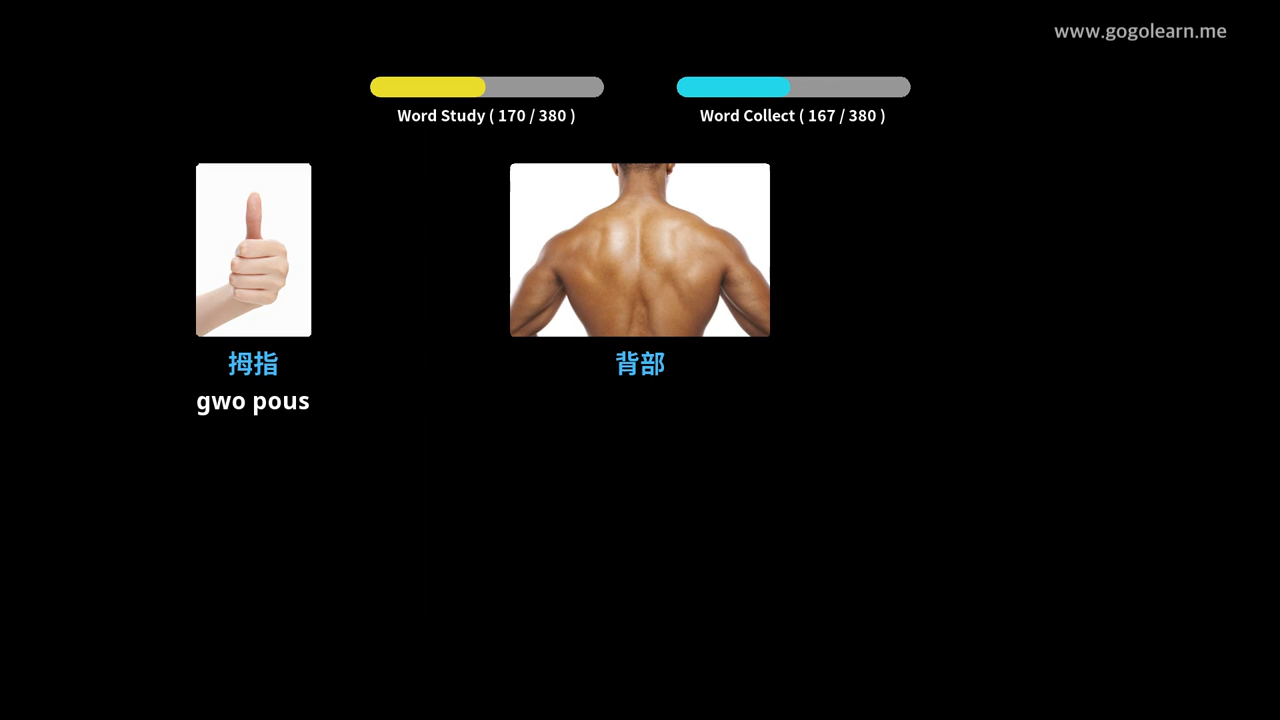 www.gogolearn.me
Word Study ( 170 / 380 )
Word Collect ( 167 / 380 )
拇指
背部
gwo pous